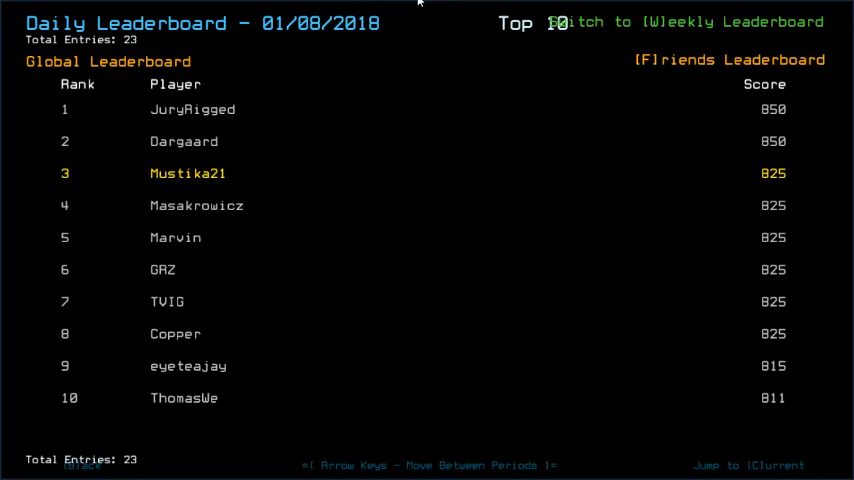 Daily Leaderboard - 01/08/2018 Top 10 Switch to [W]eekly Leaderboard
Total Entries: 23
Global Leaderboard [F]riends Leaderboard
Rank Player Score
1 JuryRigged 850
2 Dargaard 850
3 Mustika21 825
4 Masakrowicz 825
5 Marvin 825
6 GRZ 825
7 TVIG 825
8 Copper 825
9 eyeteajay 815
10 ThomasWe 811
Total Entries: 23
[B]ack =[ Arrow Keys - Move Between Periods ]= Jump to [C]urrent